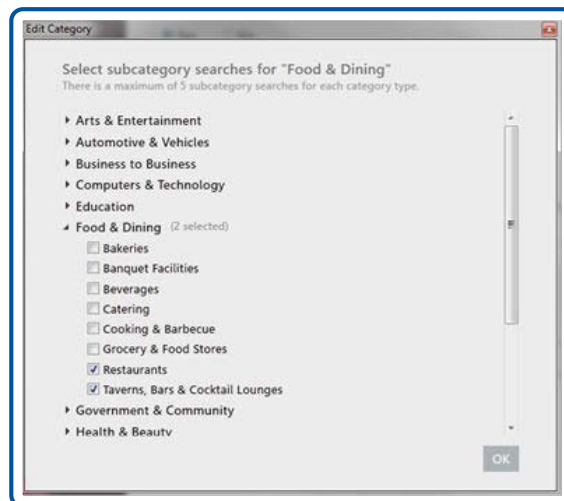 Edit Category
Select subcategory searches for "Food & Dining"
There is a maximum of 5 subcategory searches for each category type.
Arts & Entertainment
Automotive & Vehicles
Business to Business
Computers & Technology
Education
Food & Dining (2 selected)
Bakeries
Banquet Facilities
Beverages
Catering
Cooking & Barbecue
Grocery & Food Stores
Restaurants
Taverns, Bars & Cocktail Lounges
Government & Community
Health & Beauty
OK